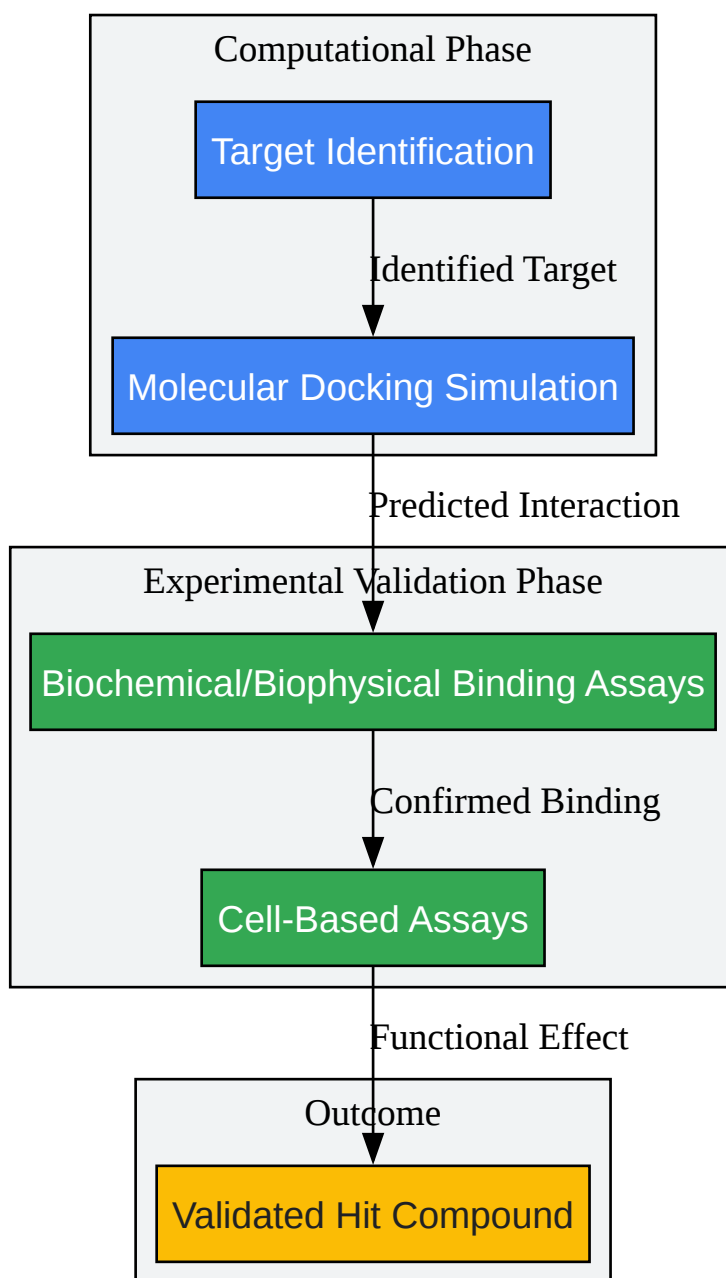 Computational Phase
Target Identification
Identified Target
Molecular Docking Simulation
Predicted Interaction
Experimental Validation Phase
Biochemical/Biophysical Binding Assays
Confirmed Binding
Cell-Based Assays
Functional Effect
Outcome
Validated Hit Compound